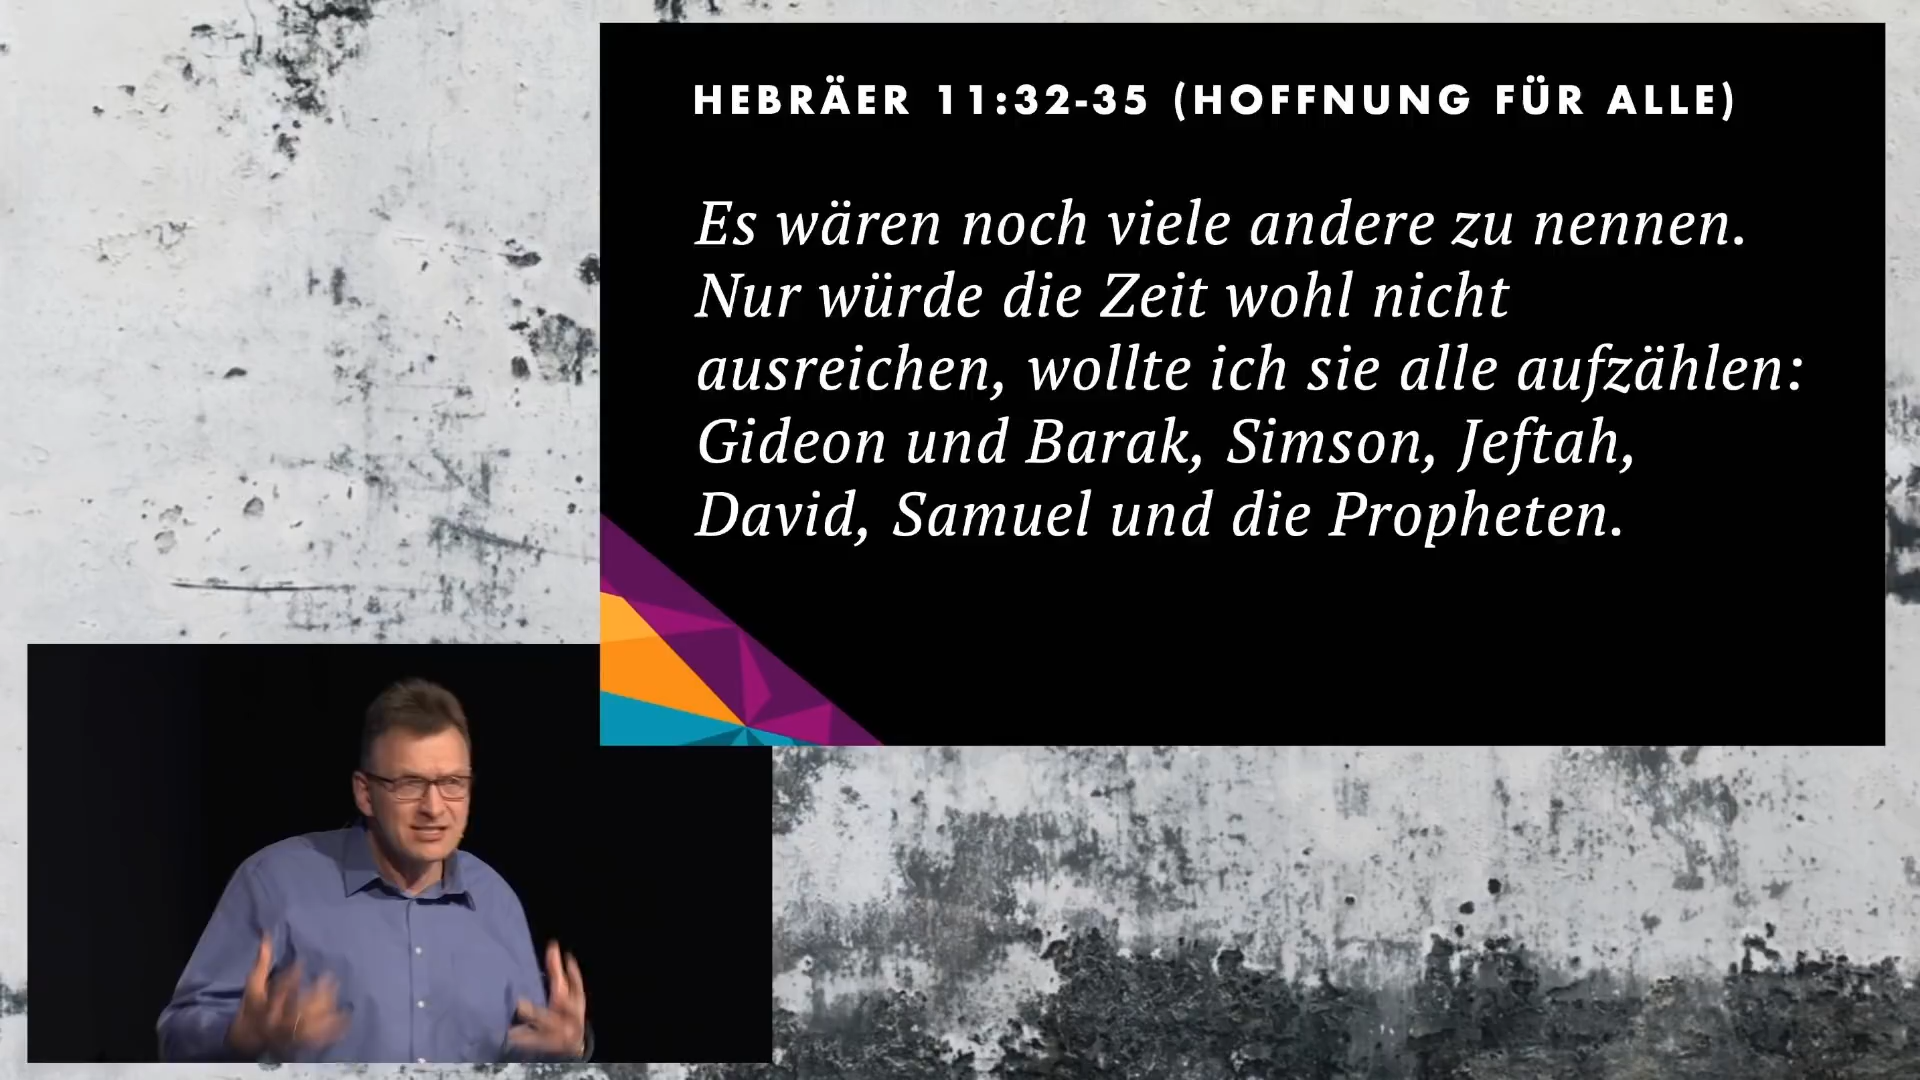 HEBRÄER 11:32-35 (HOFFNUNG FÜR ALLE)
Es wären noch viele andere zu nennen.
Nur würde die Zeit wohl nicht
ausreichen, wollte ich sie alle aufzählen:
Gideon und Barak, Simson, Jeftah,
David, Samuel und die Propheten.